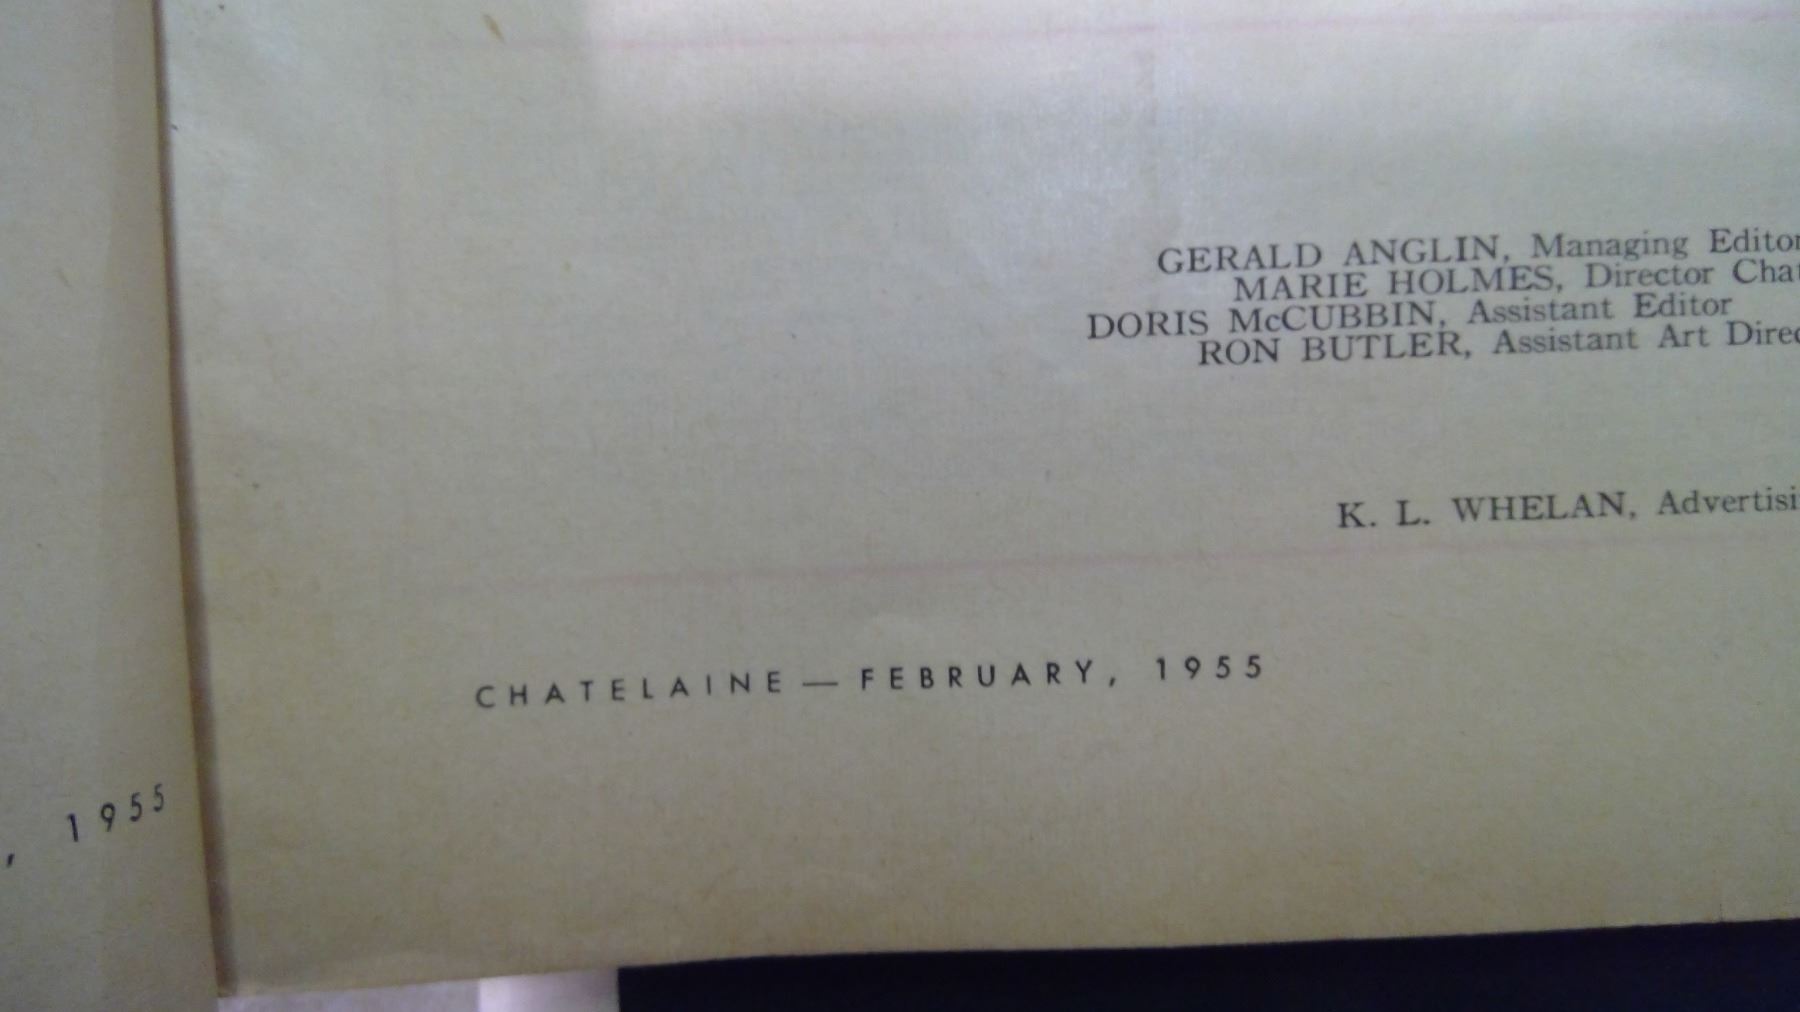 GERALD ANGLIN, Managing Editor
MARIE HOLMES, Director
DORIS McCUBBIN, Assistant Editor
RON BUTLER, Assistant Art
K. L. WHELAN,
CHATELAINE — FEBRUARY, 1955
, 1955